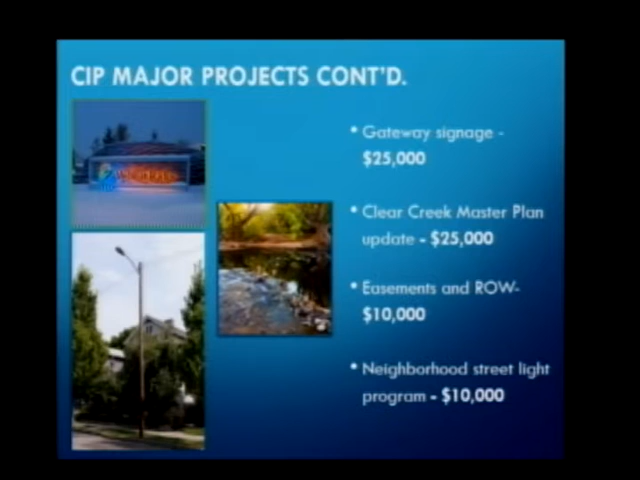 CIP MAJOR PROJECTS CONT'D.
• Gateway signage -
$25,000
• Clear Creek Master Plan
update - $25,000
• Easements and ROW-
$10,000
• Neighborhood street light
program - $10,000